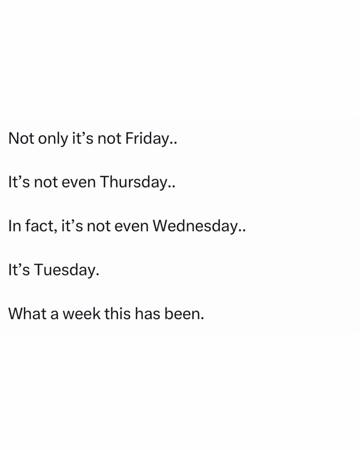 Not only it’s not Friday..
It’s not even Thursday..
In fact, it’s not even Wednesday..
It’s Tuesday.
What a week this has been.